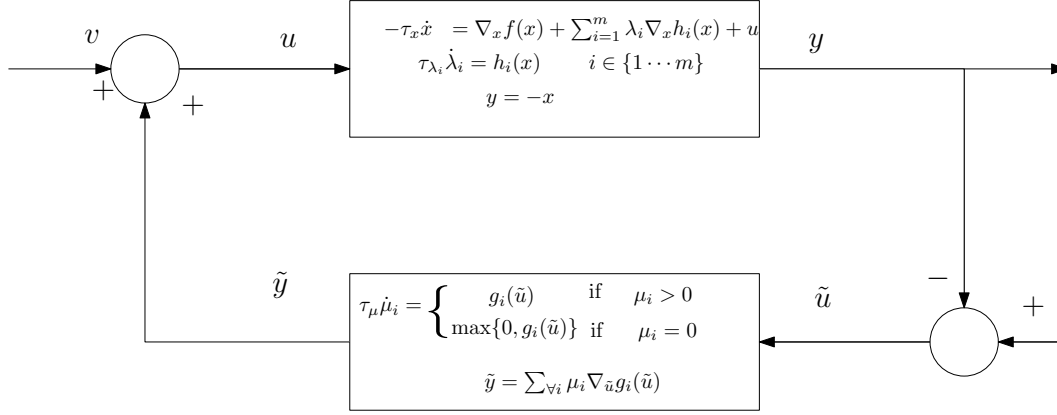 v
u
y
+
+
−τ_x ẋ = ∇_x f(x) + ∑_{i=1}^{m} λ_i ∇_x h_i(x) + u
τ_{λ_i} λ̇_i = h_i(x) i ∈ {1 ⋯ m}
y = −x
ỹ
ũ
−
+
τ_μ μ̇_i = { g_i(ũ) if μ_i > 0
max{0, g_i(ũ)} if μ_i = 0
ỹ = ∑_{∀i} μ_i ∇_ũ g_i(ũ)